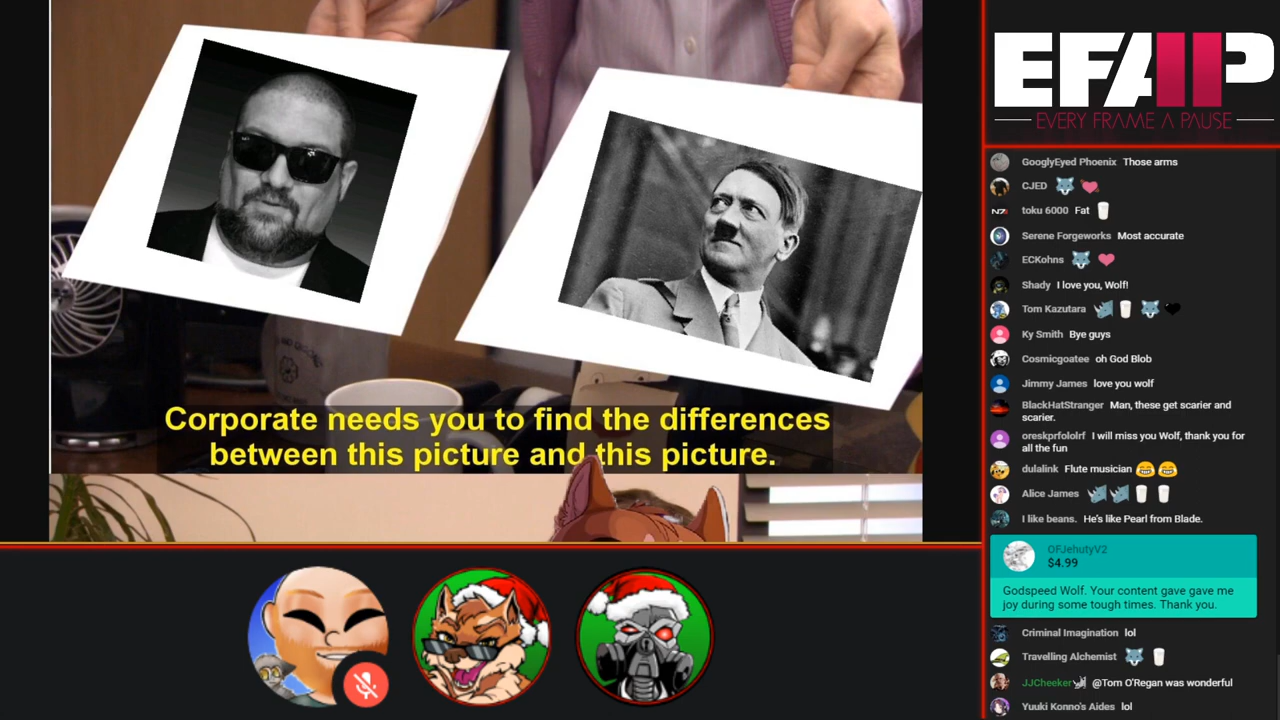 Corporate needs you to find the differences
between this picture and this picture.
EFAP
EVERY FRAME A PAUSE
GooglyEyed Phoenix Those arms
CJED
N7 toku 6000 Fat
Serene Forgeworks Most accurate
ECKohns
Shady I love you, Wolf!
Tom Kazutara
Ky Smith Bye guys
Cosmicgoatee oh God Blob
Jimmy James love you wolf
BlackHatStranger Man, these get scarier and
scarier.
oreskprfololrf I will miss you Wolf, thank you for
all the fun
dulalink Flute musician
Alice James
I like beans. He's like Pearl from Blade.
OFJehutyV2
$4.99
Godspeed Wolf. Your content gave gave me
joy during some tough times. Thank you.
Criminal Imagination lol
Travelling Alchemist
JJCheeker @Tom O'Regan was wonderful
Yuuki Konno's Aides lol